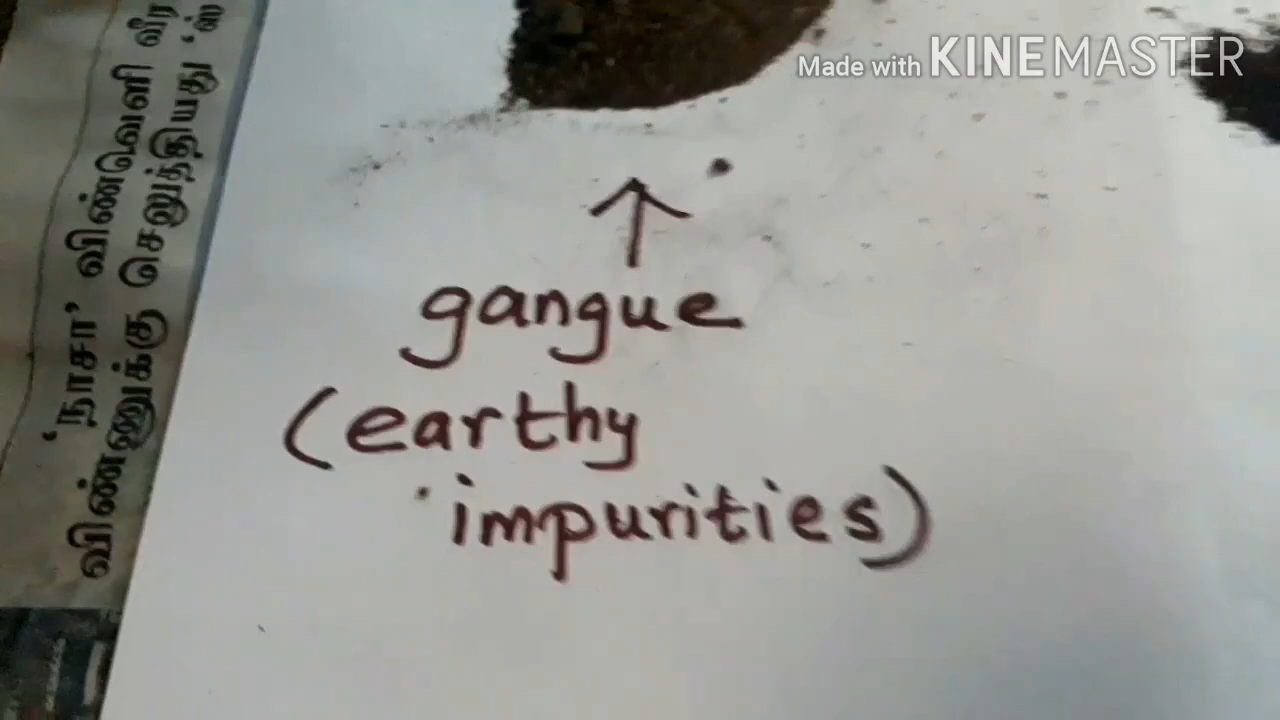 Made with KINEMASTER
gangue
(earthy
impurities)
'நாசா' விண்வெளி வீர
விண்ணுக்கு செலுத்தியது 'ஸ்